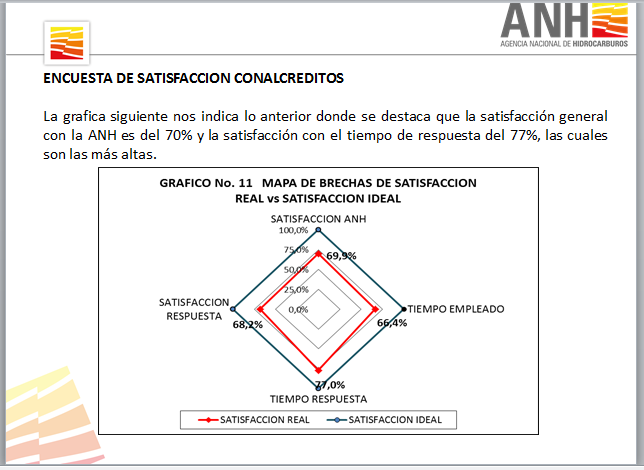 ANH
AGENCIA NACIONAL DE HIDROCARBUROS
ENCUESTA DE SATISFACCION CONALCREDITOS
La grafica siguiente nos indica lo anterior donde se destaca que la satisfacción general
con la ANH es del 70% y la satisfacción con el tiempo de respuesta del 77%, las cuales
son las más altas.
GRAFICO No. 11 MAPA DE BRECHAS DE SATISFACCION
REAL vs SATISFACCION IDEAL
SATISFACCION ANH
100,0%
75,0%
69,9%
50,0%
25,0%
0,0%
SATISFACCION
RESPUESTA
68,2%
TIEMPO EMPLEADO
66,4%
77,0%
TIEMPO RESPUESTA
SATISFACCION REAL
SATISFACCION IDEAL